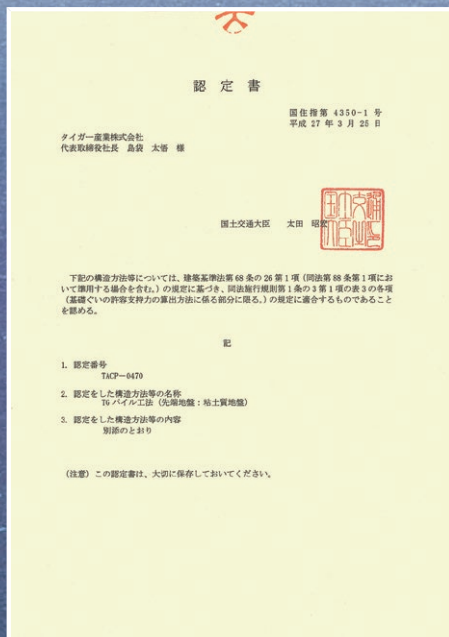 認定書
国住指第 4350-1 号
平成 27 年 3 月 25 日
タイガー産業株式会社
代表取締役社長 島袋 太悟 様
国土交通大臣 太田 昭宏
下記の構造方法等については、建築基準法第68条の26第1項(同法第88条第1項にお
いて準用する場合を含む。)の規定に基づき、同法施行規則第1条の3第1項の表3の各項
(基礎ぐいの許容支持力の算出方法に係る部分に限る。)の規定に適合するものであること
を認める。
記
1. 認定番号
TACP-0470
2. 認定をした構造方法等の名称
TGパイル工法(先端地盤:粘土質地盤)
3. 認定をした構造方法等の内容
別添のとおり
(注意)この認定書は、大切に保存しておいてください。